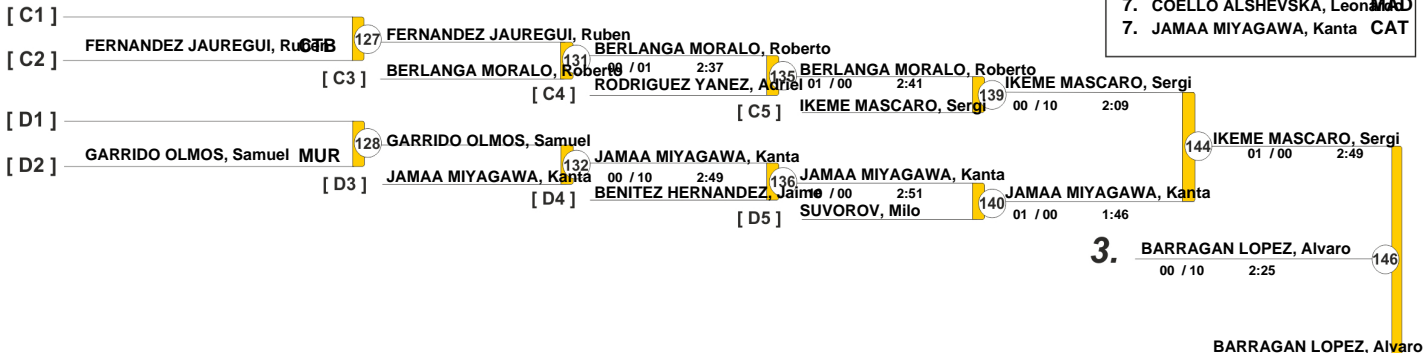 7. COELLO ALSHEVSKA, Leonardo MAD
7. JAMAA MIYAGAWA, Kanta CAT
[ C1 ]
FERNANDEZ JAUREGUI, Ruben CTB
[ C2 ]
127
FERNANDEZ JAUREGUI, Ruben
[ C3 ]
BERLANGA MORALO, Roberto
131
BERLANGA MORALO, Roberto
00 / 01 2:37
[ C4 ]
RODRIGUEZ YANEZ, Adriel
135
BERLANGA MORALO, Roberto
01 / 00 2:41
[ C5 ]
IKEME MASCARO, Sergi
139
IKEME MASCARO, Sergi
00 / 10 2:09
[ D1 ]
GARRIDO OLMOS, Samuel MUR
[ D2 ]
128
GARRIDO OLMOS, Samuel
[ D3 ]
JAMAA MIYAGAWA, Kanta
132
JAMAA MIYAGAWA, Kanta
00 / 10 2:49
[ D4 ]
BENITEZ HERNANDEZ, Jaime
136
JAMAA MIYAGAWA, Kanta
10 / 00 2:51
[ D5 ]
SUVOROV, Milo
140
JAMAA MIYAGAWA, Kanta
01 / 00 1:46
144
IKEME MASCARO, Sergi
01 / 00 2:49
3. BARRAGAN LOPEZ, Alvaro
00 / 10 2:25
146
BARRAGAN LOPEZ, Alvaro